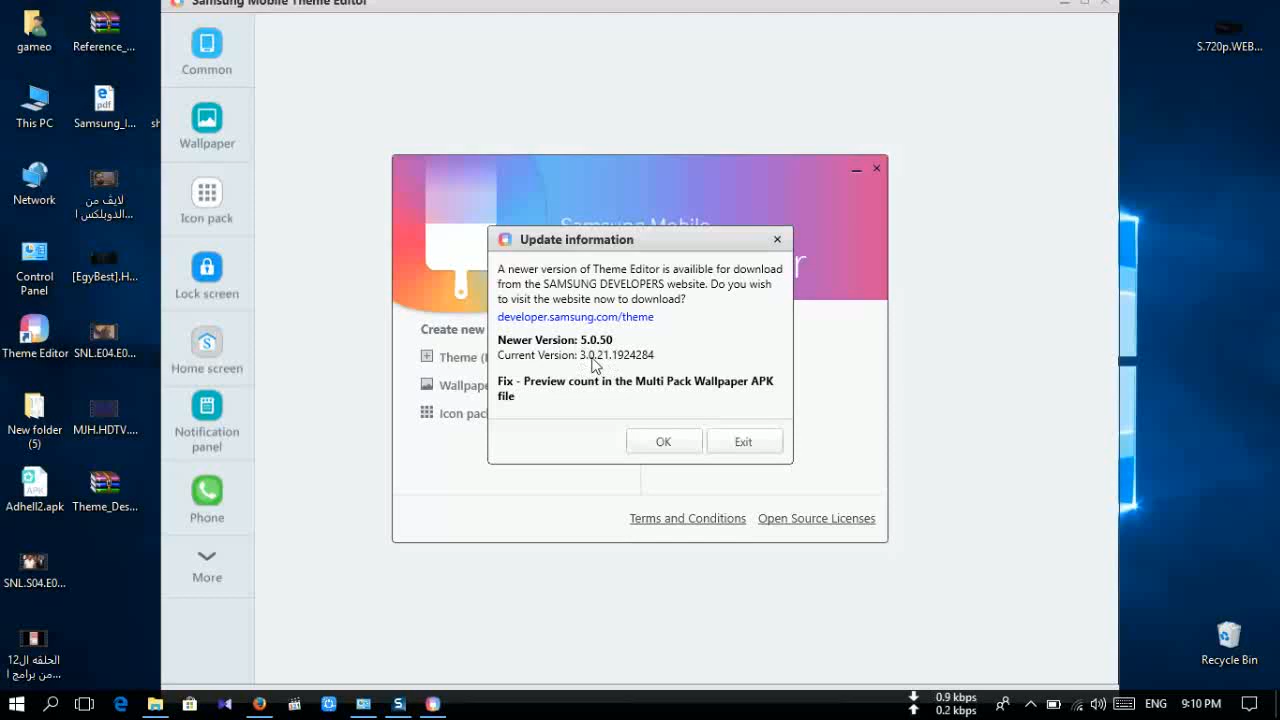 Samsung Mobile Theme Editor
gameo
Reference_...
This PC
Samsung_I...
sh
Network
لايف من
الدوبلكس ا...
Control
Panel
[EgyBest].H...
Theme Editor
SNL.E04.E0...
New folder
(5)
MJH.HDTV....
Adhell2.apk
Theme_Des...
SNL.S04.E0...
الحلقه ال12
من برنامج ا...
Common
Wallpaper
Icon pack
Lock screen
Home screen
Notification
panel
Phone
More
Samsung Mobile
r
Create new
Theme (
Wallpape
Icon pac
Update information
A newer version of Theme Editor is availible for download
from the SAMSUNG DEVELOPERS website. Do you wish
to visit the website now to download?
developer.samsung.com/theme
Newer Version: 5.0.50
Current Version: 3.0.21.1924284
Fix - Preview count in the Multi Pack Wallpaper APK
file
OK
Exit
Terms and Conditions
Open Source Licenses
S.720p.WEB...
Recycle Bin
0.9 kbps
0.2 kbps
ENG
9:10 PM